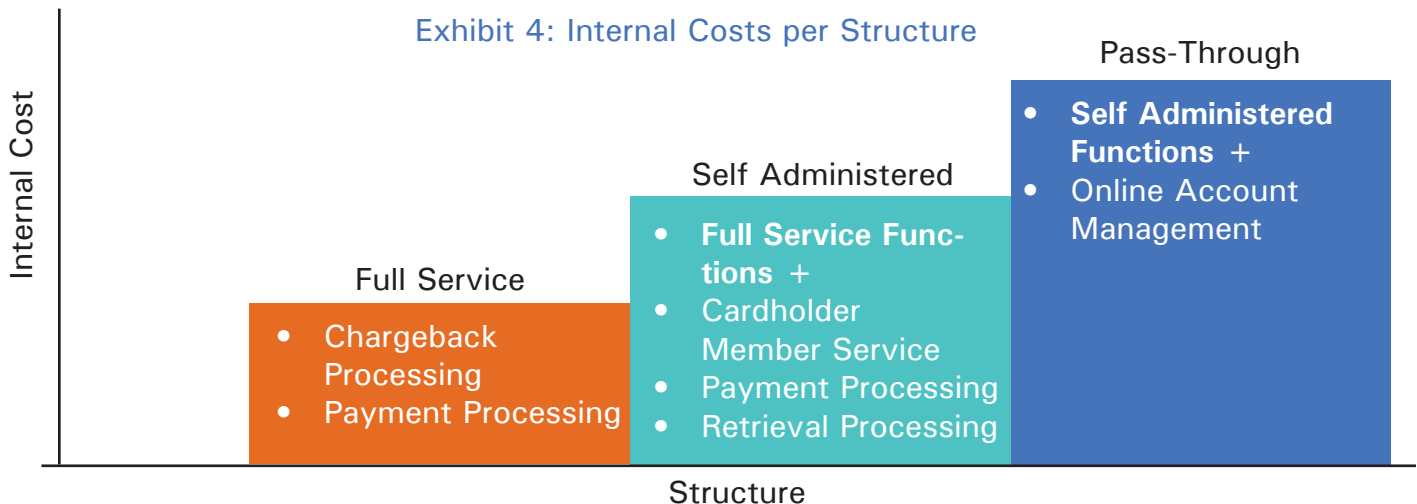 Exhibit 4: Internal Costs per Structure
Internal Cost
Full Service
• Chargeback
Processing
• Payment Processing
Self Administered
• Full Service Func-
tions +
• Cardholder
Member Service
• Payment Processing
• Retrieval Processing
Pass-Through
• Self Administered
Functions +
• Online Account
Management
Structure